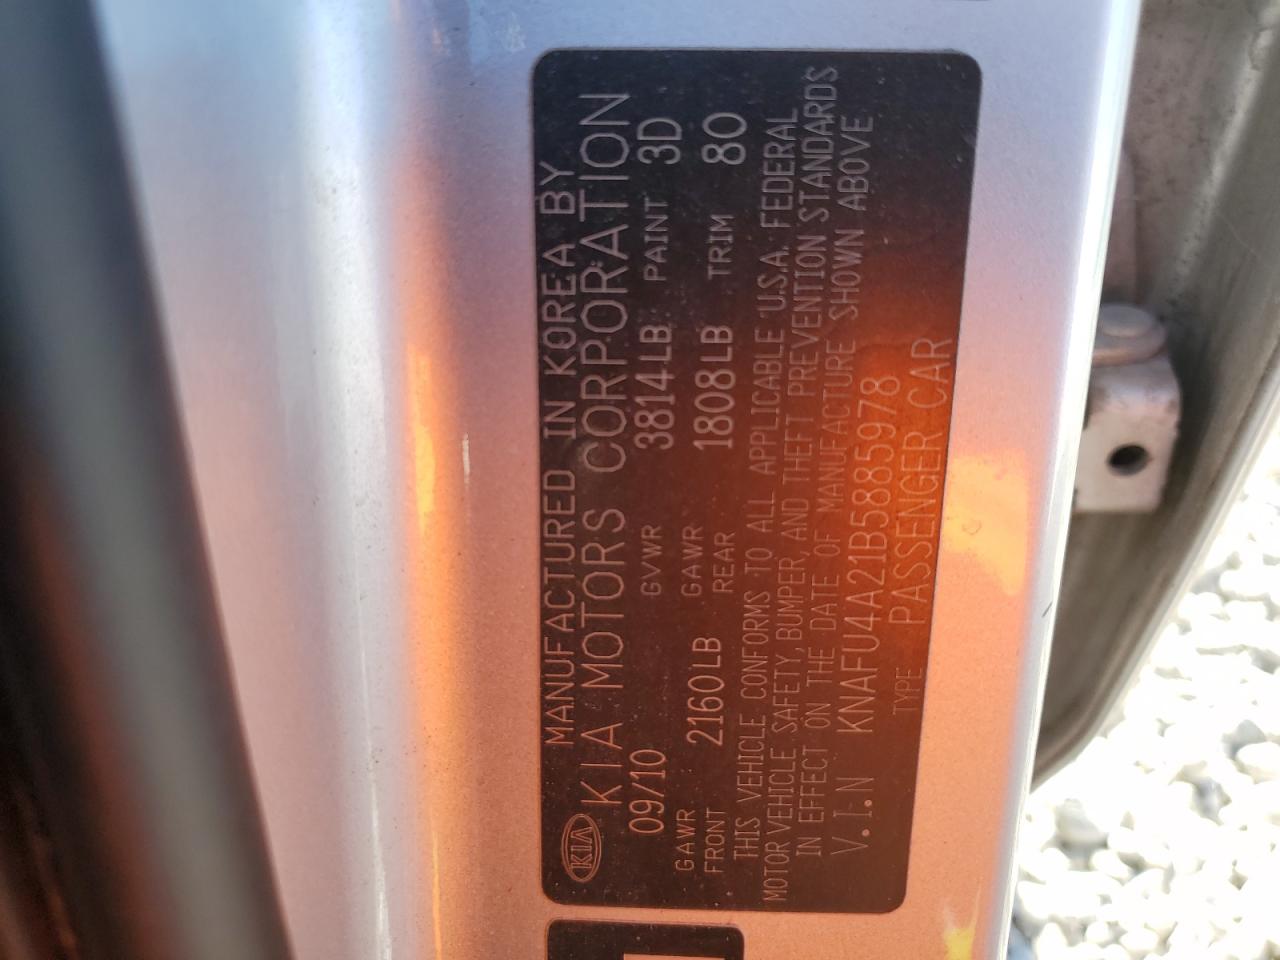 MANUFACTURED IN KOREA BY
KIA KIA MOTORS CORPORATION
09/10 GVWR 3814LB PAINT 3D
GAWR FRONT 2160LB GAWR REAR 1808LB TRIM 80
THIS VEHICLE CONFORMS TO ALL APPLICABLE U.S.A. FEDERAL
MOTOR VEHICLE SAFETY, BUMPER, AND THEFT PREVENTION STANDARDS
IN EFFECT ON THE DATE OF MANUFACTURE SHOWN ABOVE
V.I.N KNAFU4A21B5885978
TYPE PASSENGER CAR